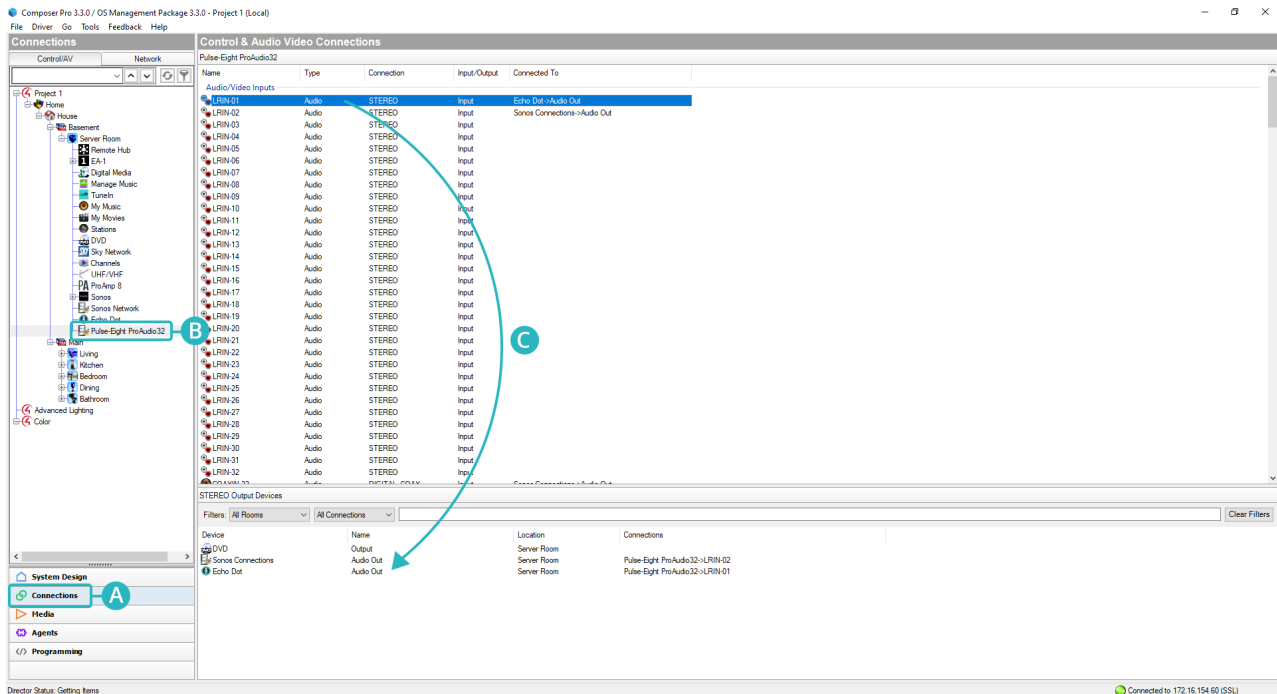 Composer Pro 3.3.0 / OS Management Package 3.3.0 - Project 1 (Local)
File Driver Go Tools Feedback Help
Connections
Control & Audio Video Connections
Control/AV Network
Pulse-Eight ProAudio32
Name Type Connection Input/Output Connected To
Audio/Video Inputs
LRIN-01 Audio STEREO Input Echo Dot->Audio Out
LRIN-02 Audio STEREO Input Sonos Connections->Audio Out
LRIN-03 Audio STEREO Input
LRIN-04 Audio STEREO Input
LRIN-05 Audio STEREO Input
LRIN-06 Audio STEREO Input
LRIN-07 Audio STEREO Input
LRIN-08 Audio STEREO Input
LRIN-09 Audio STEREO Input
LRIN-10 Audio STEREO Input
LRIN-11 Audio STEREO Input
LRIN-12 Audio STEREO Input
LRIN-13 Audio STEREO Input
LRIN-14 Audio STEREO Input
LRIN-15 Audio STEREO Input
LRIN-16 Audio STEREO Input
LRIN-17 Audio STEREO Input
LRIN-18 Audio STEREO Input
LRIN-19 Audio STEREO Input
LRIN-20 Audio STEREO Input
LRIN-21 Audio STEREO Input
LRIN-22 Audio STEREO Input
LRIN-23 Audio STEREO Input
LRIN-24 Audio STEREO Input
LRIN-25 Audio STEREO Input
LRIN-26 Audio STEREO Input
LRIN-27 Audio STEREO Input
LRIN-28 Audio STEREO Input
LRIN-29 Audio STEREO Input
LRIN-30 Audio STEREO Input
LRIN-31 Audio STEREO Input
LRIN-32 Audio STEREO Input
Project 1
Home
House
Basement
Server Room
Remote Hub
EA-1
Digital Media
Manage Music
TuneIn
My Music
My Movies
Stations
DVD
Sky Network
Channels
UHF/VHF
ProAmp 8
Sonos
Sonos Network
Echo Dot
Pulse-Eight ProAudio32
Main
Living
Kitchen
Bedroom
Dining
Bathroom
Advanced Lighting
Color
B
C
STEREO Output Devices
Filters: All Rooms All Connections Clear Filters
Device Name Location Connections
DVD Output Server Room
Sonos Connections Audio Out Server Room Pulse-Eight ProAudio32->LRIN-02
Echo Dot Audio Out Server Room Pulse-Eight ProAudio32->LRIN-01
System Design
Connections
A
Media
Agents
Programming
Director Status: Getting Items
Connected to 172.16.154.60 (SSL)